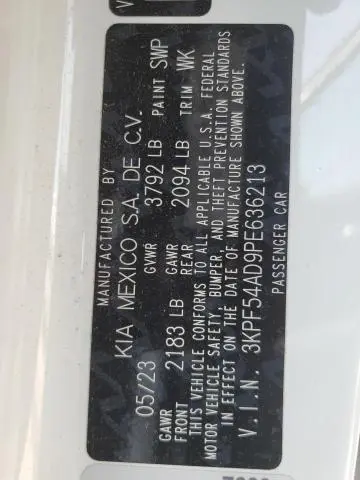 MANUFACTURED BY
KIA MEXICO S.A. DE C.V.
05/23 GVWR 3792 LB PAINT SWP
GAWR FRONT 2183 LB GAWR REAR 2094 LB TRIM WK
THIS VEHICLE CONFORMS TO ALL APPLICABLE U.S.A. FEDERAL
MOTOR VEHICLE SAFETY, BUMPER, AND THEFT PREVENTION STANDARDS
IN EFFECT ON THE DATE OF MANUFACTURE SHOWN ABOVE.
V.I.N. 3KPF54AD9PE636213
PASSENGER CAR